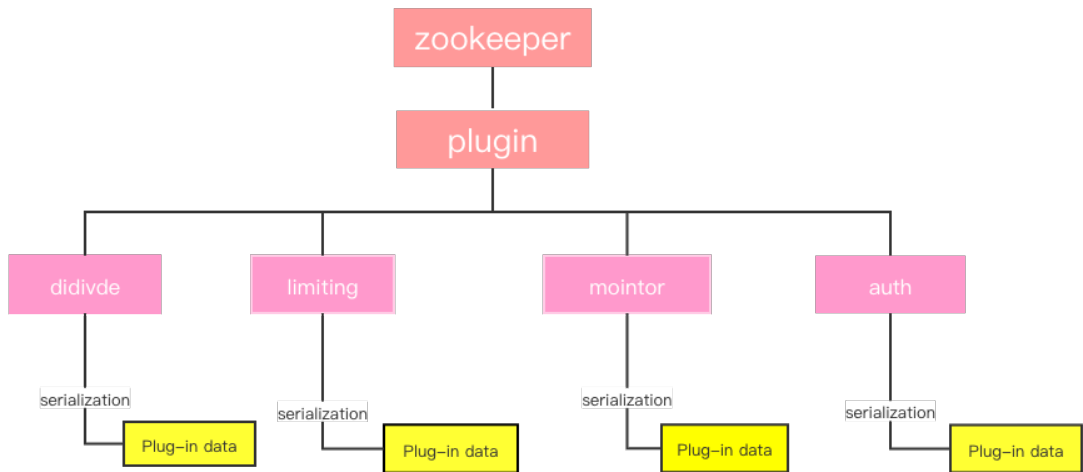 zookeeper
plugin
didivde
limiting
mointor
auth
serialization
serialization
serialization
serialization
Plug-in data
Plug-in data
Plug-in data
Plug-in data